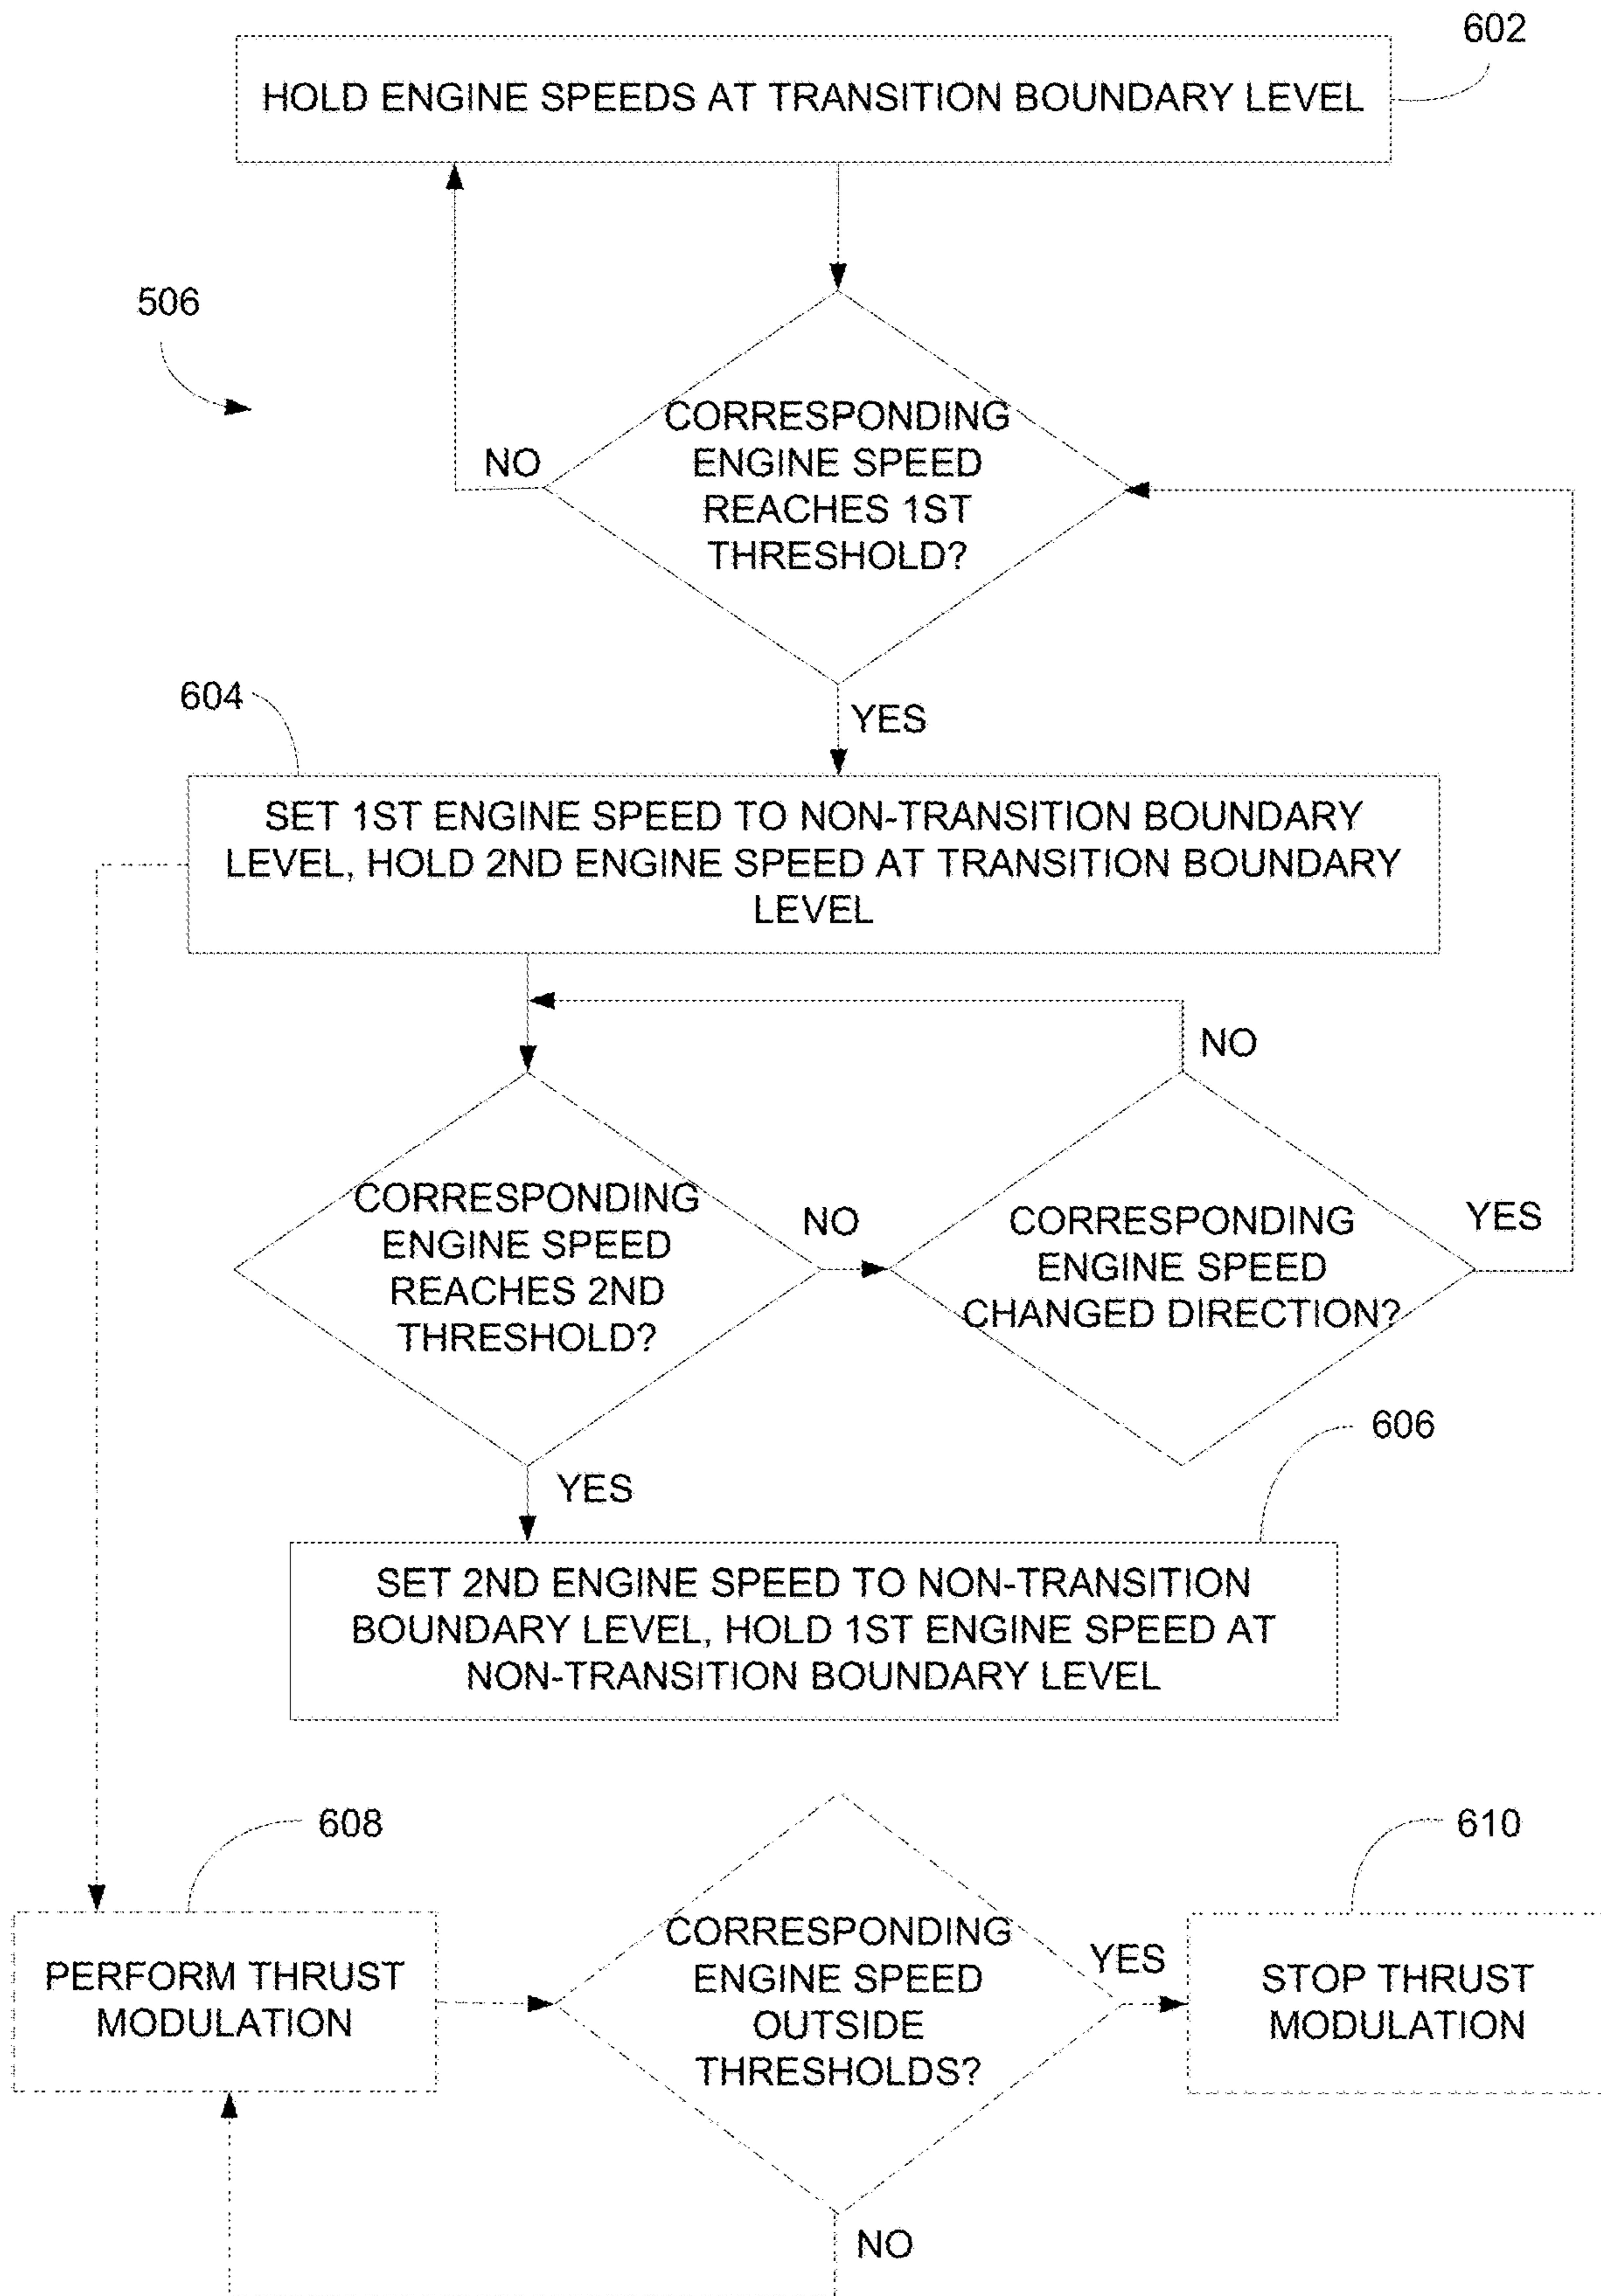 602
HOLD ENGINE SPEEDS AT TRANSITION BOUNDARY LEVEL
506
CORRESPONDING
ENGINE SPEED
REACHES 1ST
THRESHOLD?
NO
YES
604
SET 1ST ENGINE SPEED TO NON-TRANSITION BOUNDARY
LEVEL, HOLD 2ND ENGINE SPEED AT TRANSITION BOUNDARY
LEVEL
NO
CORRESPONDING
ENGINE SPEED
REACHES 2ND
THRESHOLD?
NO
CORRESPONDING
ENGINE SPEED
CHANGED DIRECTION?
YES
606
YES
SET 2ND ENGINE SPEED TO NON-TRANSITION
BOUNDARY LEVEL, HOLD 1ST ENGINE SPEED AT
NON-TRANSITION BOUNDARY LEVEL
608
610
PERFORM THRUST
MODULATION
CORRESPONDING
ENGINE SPEED
OUTSIDE
THRESHOLDS?
YES
STOP THRUST
MODULATION
NO